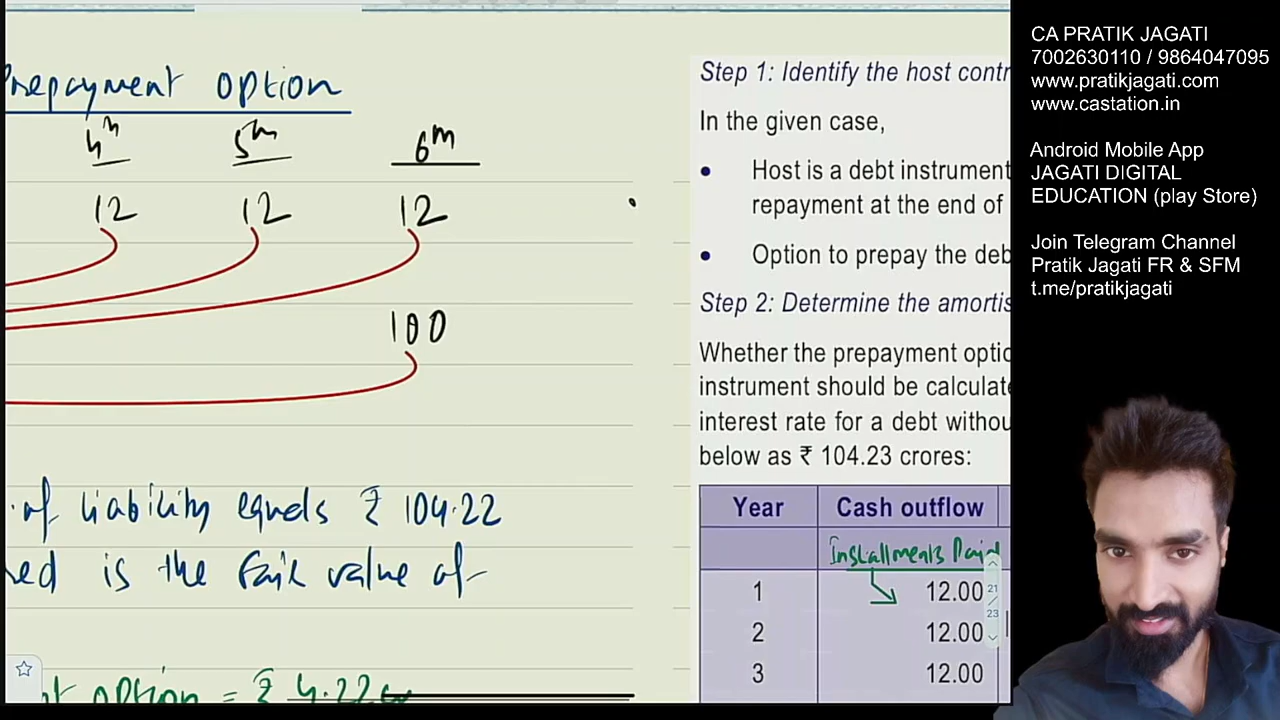 Prepayment option
4m 5m 6m
12 12 12
100
of liability equals ₹ 104.22
is the fair value of
option = ₹ 4.22
Step 1: Identify the host contr
In the given case,
• Host is a debt instrument
repayment at the end of
• Option to prepay the deb
Step 2: Determine the amortis
Whether the prepayment optio
instrument should be calculate
interest rate for a debt withou
below as ₹ 104.23 crores:
Year Cash outflow
Installments Paid
1 12.00
2 12.00
3 12.00
21
/
23
CA PRATIK JAGATI
7002630110 / 9864047095
www.pratikjagati.com
www.castation.in
Android Mobile App
JAGATI DIGITAL
EDUCATION (play Store)
Join Telegram Channel
Pratik Jagati FR & SFM
t.me/pratikjagati